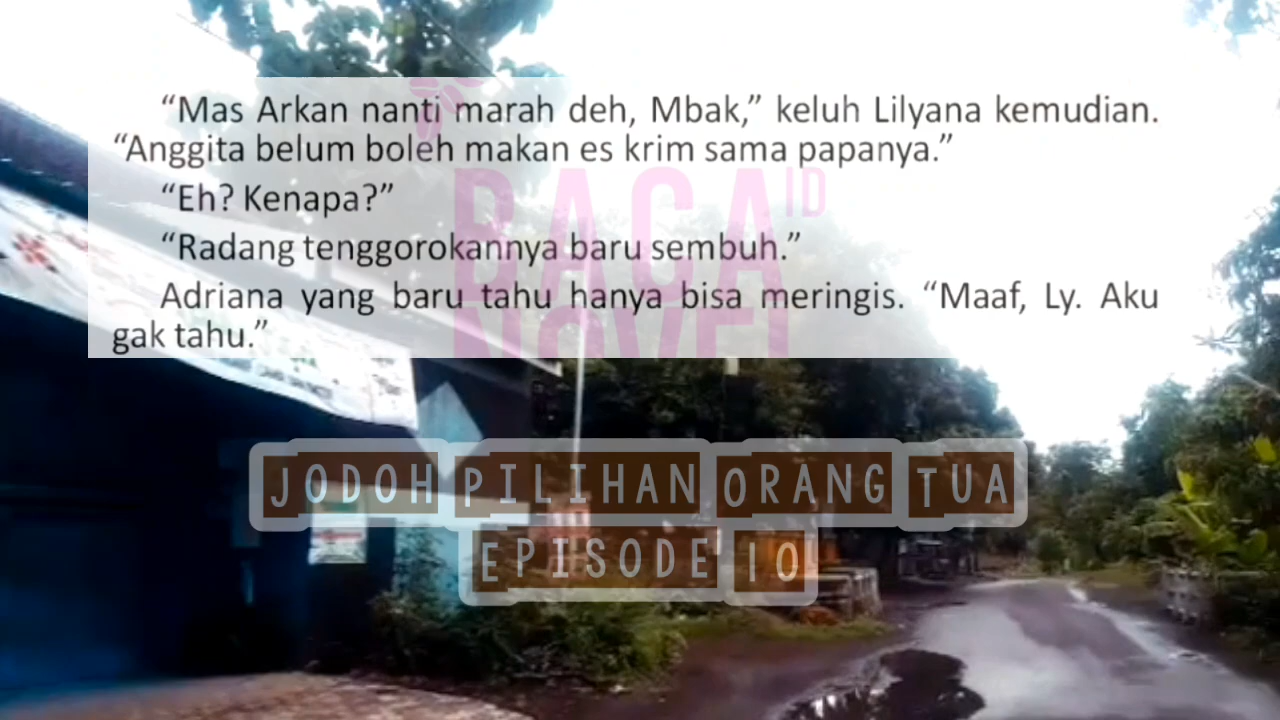 “Mas Arkan nanti marah deh, Mbak,” keluh Lilyana kemudian.
“Anggita belum boleh makan es krim sama papanya.”
“Eh? Kenapa?”
“Radang tenggorokannya baru sembuh.”
Adriana yang baru tahu hanya bisa meringis. “Maaf, Ly. Aku
gak tahu.”
BACA ID
NOVEL
JODOH PILIHAN ORANG TUA
EPISODE 10